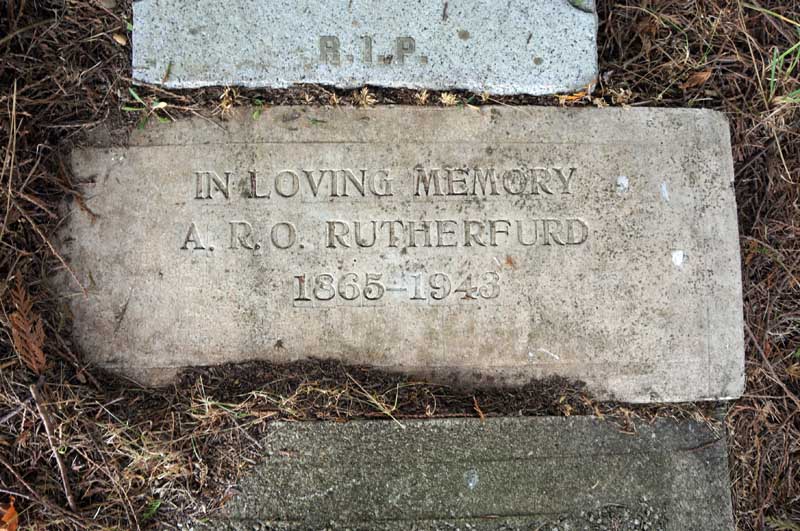 R.I.P.
IN LOVING MEMORY
A. R. O. RUTHERFURD
1865–1943